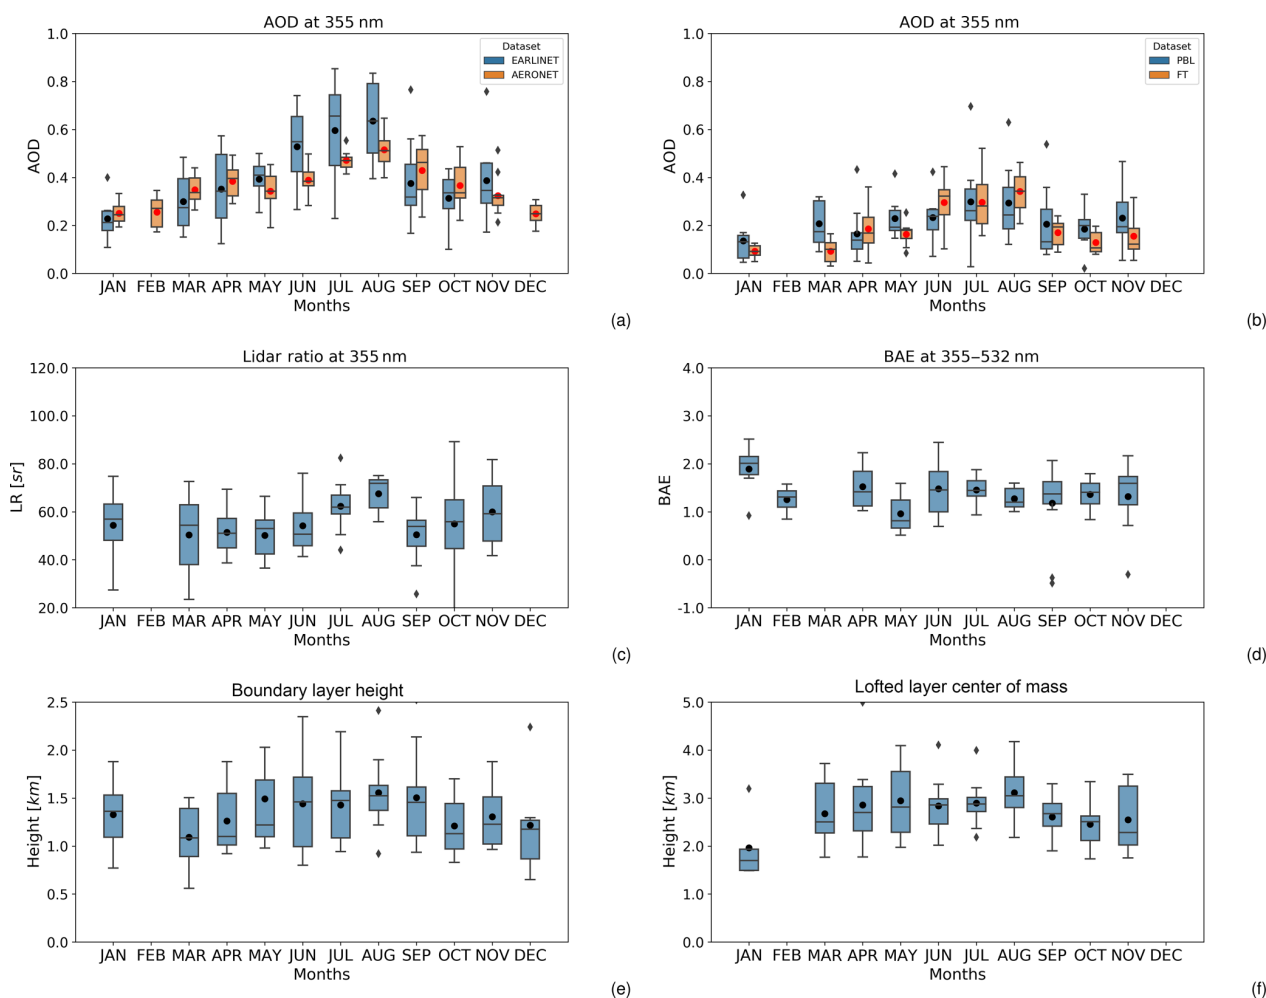 AOD at 355 nm
AOD
1.0
0.8
0.6
0.4
0.2
0.0
Dataset
EARLINET
AERONET
JAN FEB MAR APR MAY JUN JUL AUG SEP OCT NOV DEC
Months
(a)
AOD at 355 nm
AOD
1.0
0.8
0.6
0.4
0.2
0.0
Dataset
PBL
FT
JAN FEB MAR APR MAY JUN JUL AUG SEP OCT NOV DEC
Months
(b)
Lidar ratio at 355 nm
LR [sr]
120.0
100.0
80.0
60.0
40.0
20.0
JAN FEB MAR APR MAY JUN JUL AUG SEP OCT NOV DEC
Months
(c)
BAE at 355–532 nm
BAE
4.0
3.0
2.0
1.0
0.0
-1.0
JAN FEB MAR APR MAY JUN JUL AUG SEP OCT NOV DEC
Months
(d)
Boundary layer height
Height [km]
2.5
2.0
1.5
1.0
0.5
0.0
JAN FEB MAR APR MAY JUN JUL AUG SEP OCT NOV DEC
Months
(e)
Lofted layer center of mass
Height [km]
5.0
4.0
3.0
2.0
1.0
0.0
JAN FEB MAR APR MAY JUN JUL AUG SEP OCT NOV DEC
Months
(f)